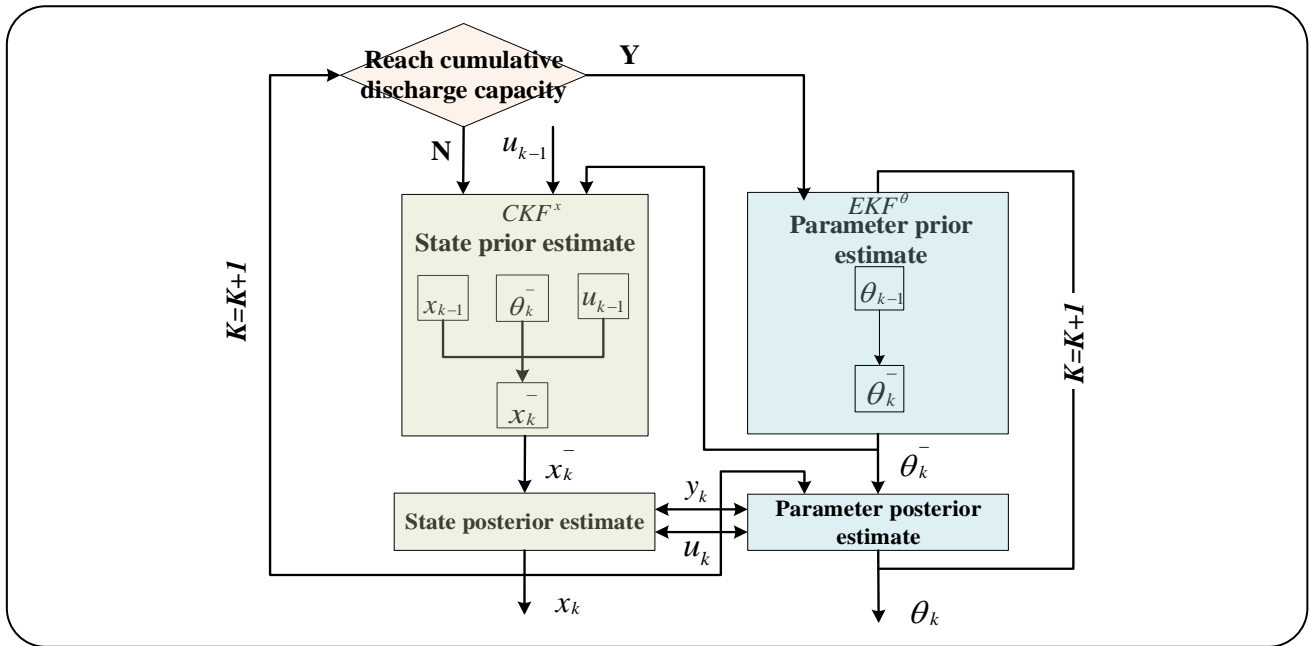 Reach cumulative
discharge capacity
Y
N
u_{k-1}
CKF^x
State prior estimate
x_{k-1}
θ_k^-
u_{k-1}
x_k^-
EKF^θ
Parameter prior
estimate
θ_{k-1}
θ_k^-
K=K+1
K=K+1
x_k^-
θ_k^-
State posterior estimate
y_k
u_k
Parameter posterior
estimate
x_k
θ_k